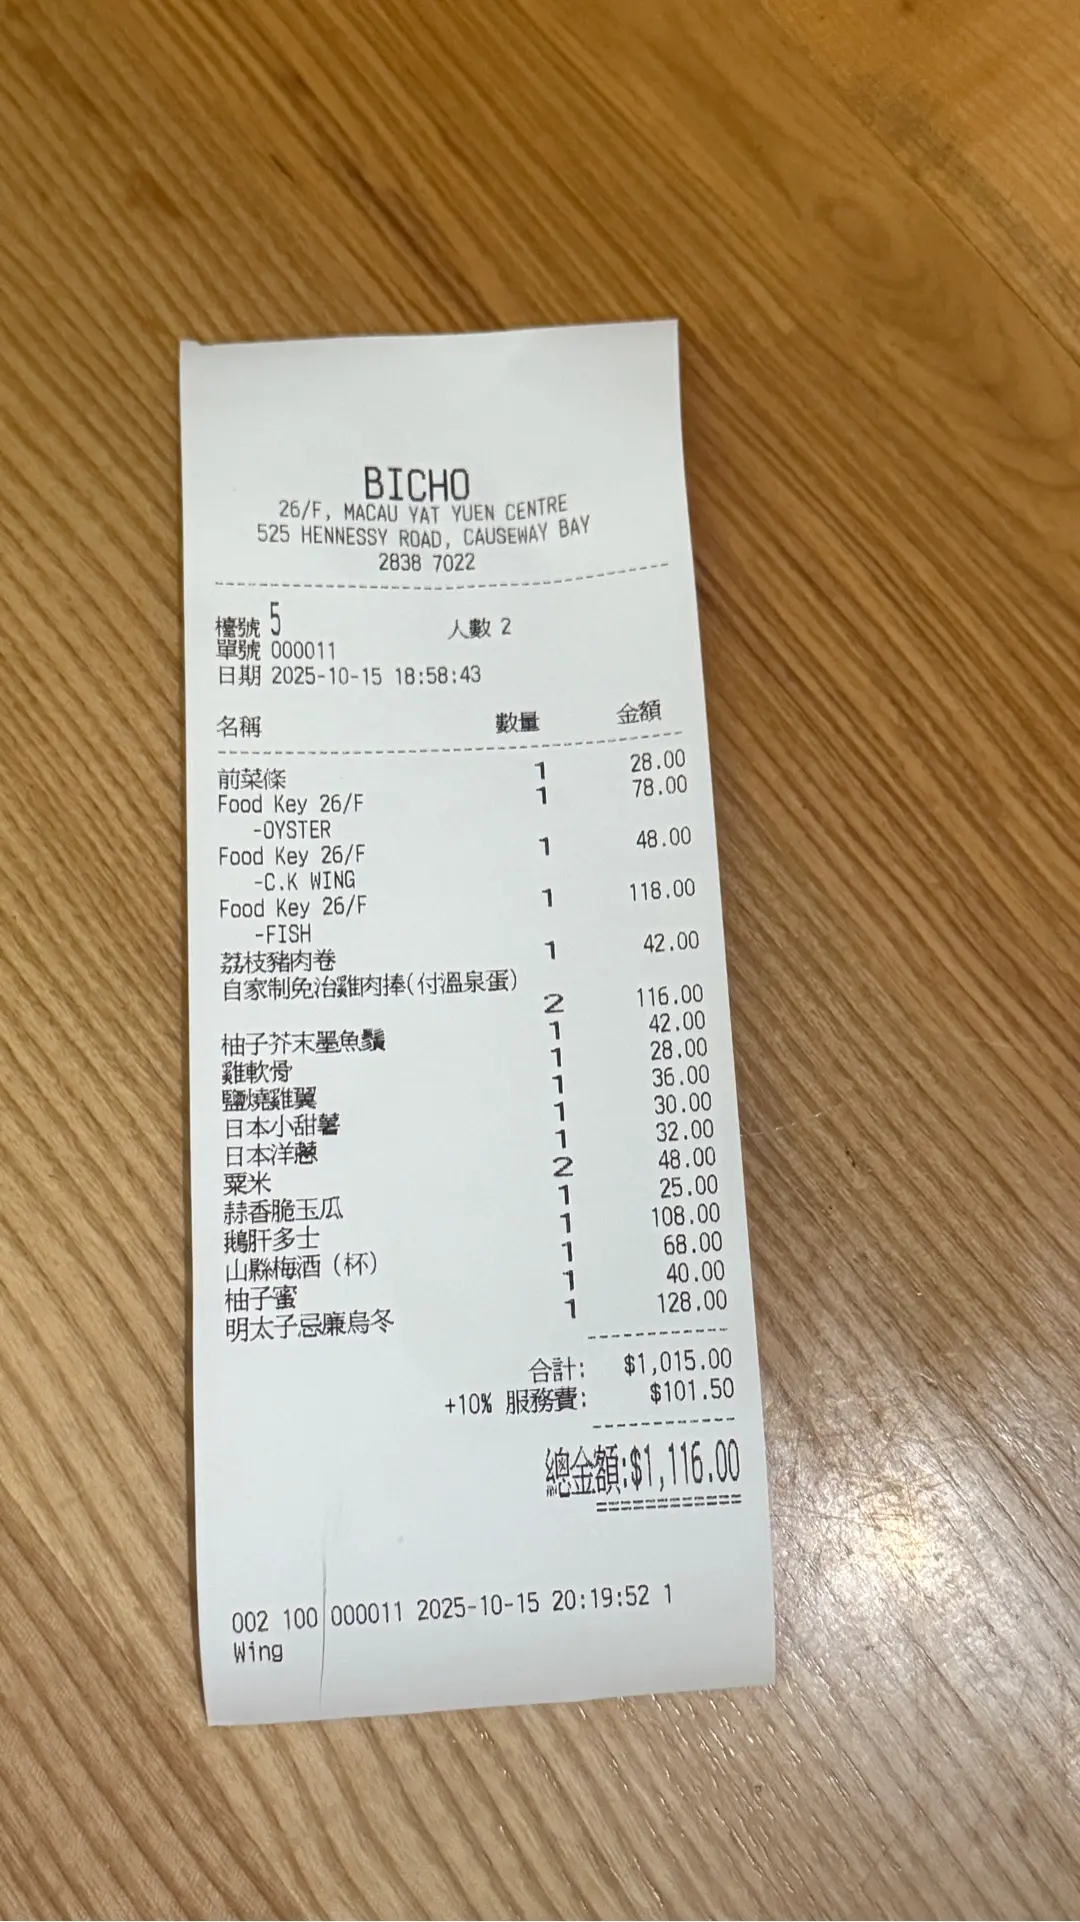 BICHO
26/F, MACAU YAT YUEN CENTRE
525 HENNESSY ROAD, CAUSEWAY BAY
2838 7022
檯號 5 人數 2
單號 000011
日期 2025-10-15 18:58:43
名稱 數量 金額
前菜條 1 28.00
Food Key 26/F 1 78.00
-OYSTER
Food Key 26/F 1 48.00
-C.K WING
Food Key 26/F 1 118.00
-FISH
荔枝豬肉卷 1 42.00
自家制免治雞肉捧(付溫泉蛋)
2 116.00
柚子芥末墨魚鬚 1 42.00
雞軟骨 1 28.00
鹽燒雞翼 1 36.00
日本小甜薯 1 30.00
日本洋蔥 1 32.00
粟米 2 48.00
蒜香脆玉瓜 1 25.00
鵝肝多士 1 108.00
山縣梅酒（杯） 1 68.00
柚子蜜 1 40.00
明太子忌廉烏冬 1 128.00
合計: $1,015.00
+10% 服務費: $101.50
總金額:$1,116.00
============
002 100 000011 2025-10-15 20:19:52 1
Wing